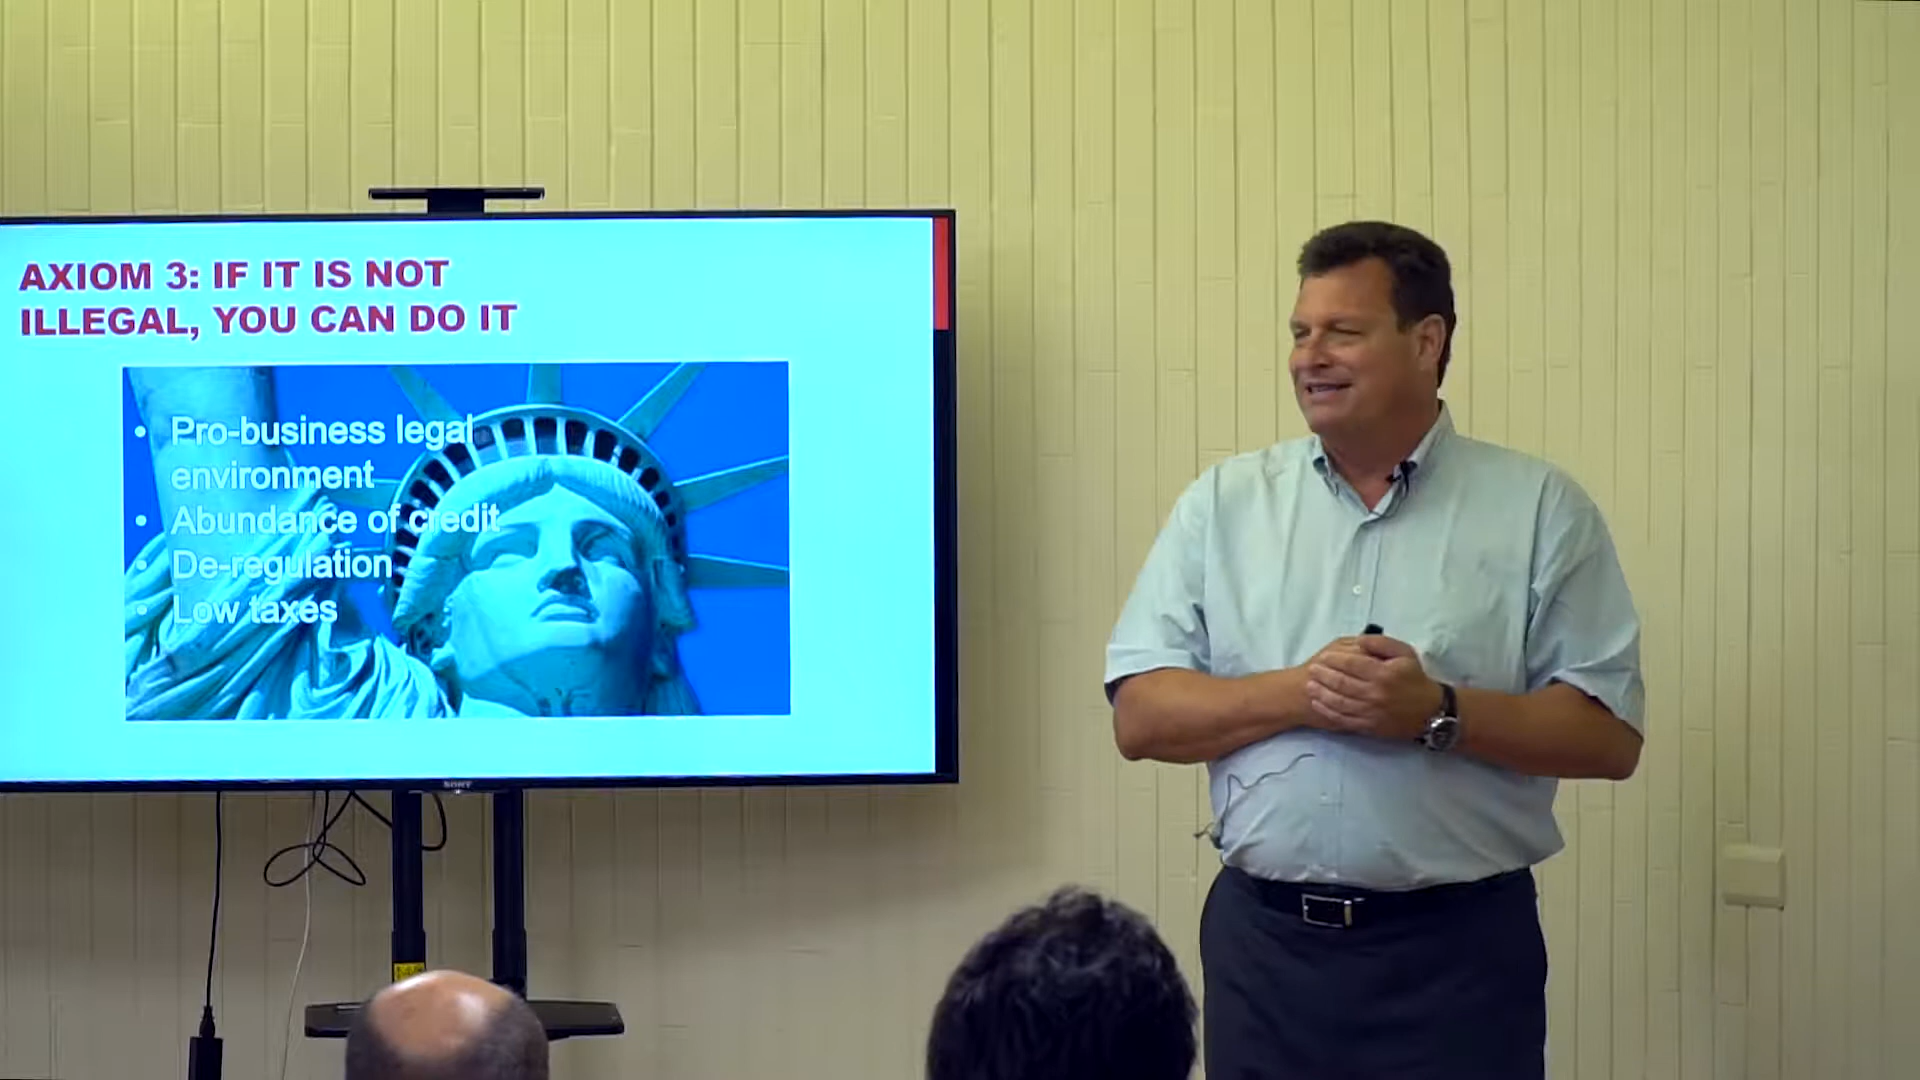 AXIOM 3: IF IT IS NOT
ILLEGAL, YOU CAN DO IT
• Pro-business legal
environment
• Abundance of credit
• De-regulation
• Low taxes
SONY